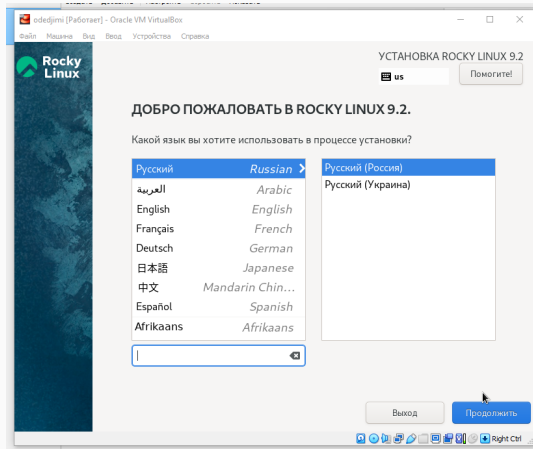 odedjimi [Работает] - Oracle VM VirtualBox
Файл Машина Вид Ввод Устройства Справка
Rocky
Linux
УСТАНОВКА ROCKY LINUX 9.2
us
Помогите!
ДОБРО ПОЖАЛОВАТЬ В ROCKY LINUX 9.2.
Какой язык вы хотите использовать в процессе установки?
Русский Russian
العربية Arabic
English English
Français French
Deutsch German
日本語 Japanese
中文 Mandarin Chin...
Español Spanish
Afrikaans Afrikaans
Русский (Россия)
Русский (Украина)
Выход
Продолжить
Right Ctrl